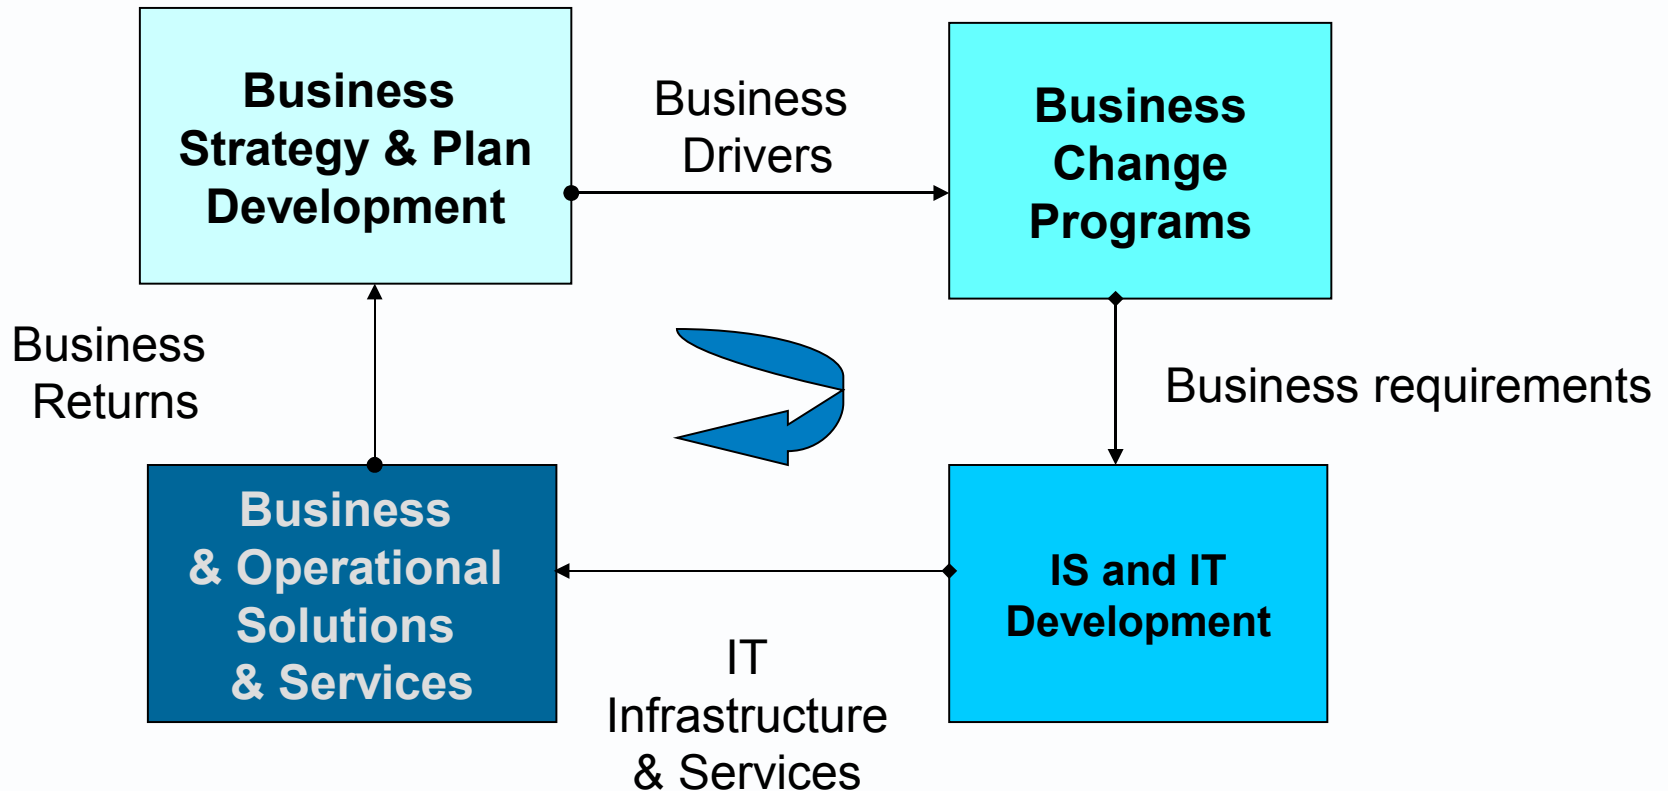 Business
Strategy & Plan
Development
Business
Drivers
Business
Change
Programs
Business
Returns
Business requirements
Business
& Operational
Solutions
& Services
IT
Infrastructure
& Services
IS and IT
Development